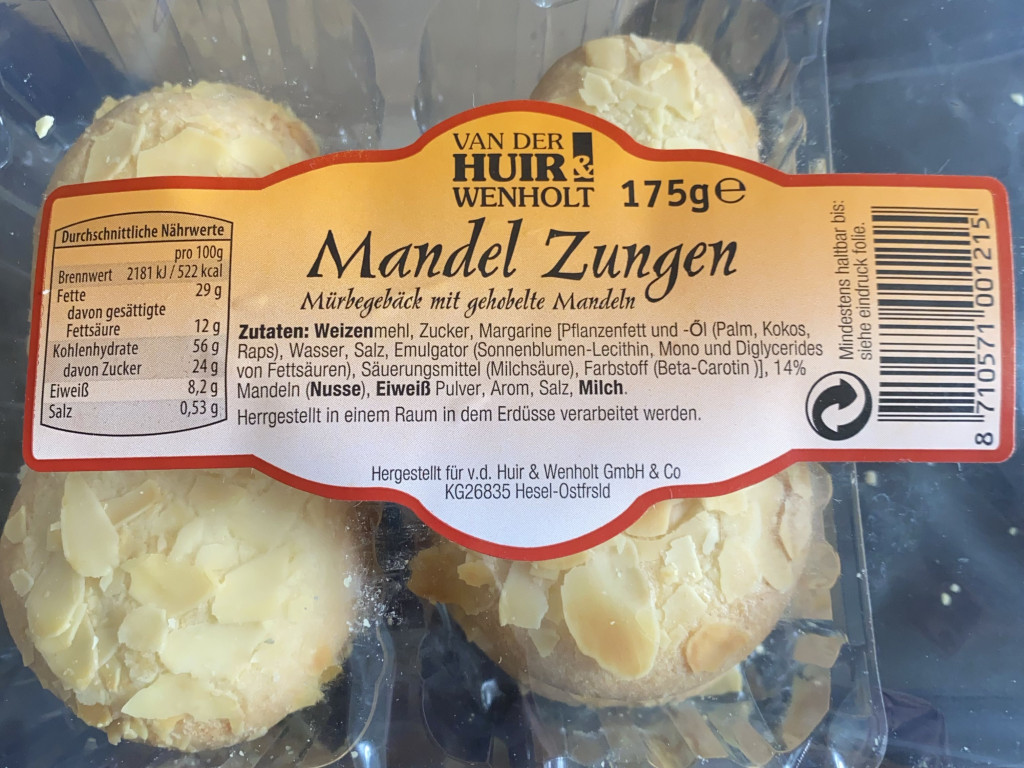 VAN DER
HUIR &
WENHOLT
175g℮
Mandel Zungen
Mürbegebäck mit gehobelte Mandeln
Durchschnittliche Nährwerte
pro 100g
Brennwert 2181 kJ / 522 kcal
Fette 29 g
davon gesättigte
Fettsäure 12 g
Kohlenhydrate 56 g
davon Zucker 24 g
Eiweiß 8,2 g
Salz 0,53 g
Zutaten: Weizenmehl, Zucker, Margarine [Pflanzenfett und -Öl (Palm, Kokos,
Raps), Wasser, Salz, Emulgator (Sonnenblumen-Lecithin, Mono und Diglycerides
von Fettsäuren), Säuerungsmittel (Milchsäure), Farbstoff (Beta-Carotin )], 14%
Mandeln (Nusse), Eiweiß Pulver, Arom, Salz, Milch.
Herrgestellt in einem Raum in dem Erdüsse verarbeitet werden.
Hergestellt für v.d. Huir & Wenholt GmbH & Co
KG26835 Hesel-Ostfrsld
Mindestens haltbar bis:
siehe eindruck folie.
8 710571 001215